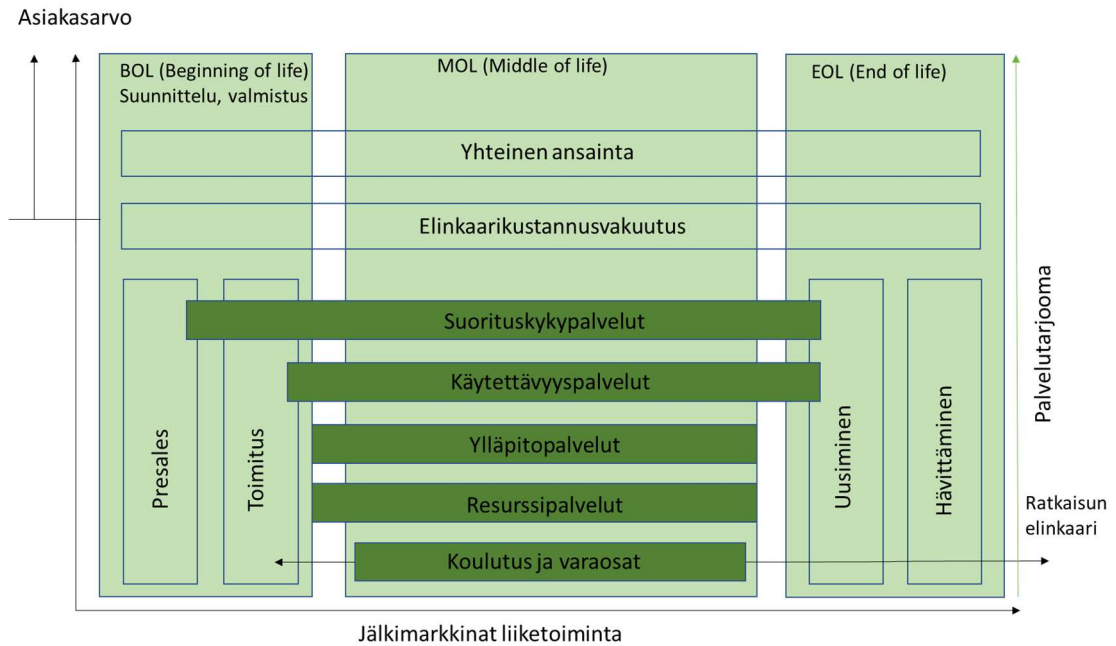 Asiakasarvo
BOL (Beginning of life)
Suunnittelu, valmistus
MOL (Middle of life)
EOL (End of life)
Yhteinen ansainta
Elinkaarikustannusvakuutus
Suorituskykypalvelut
Käytettävyyspalvelut
Ylläpitopalvelut
Resurssipalvelut
Koulutus ja varaosat
Presales
Toimitus
Uusiminen
Hävittäminen
Palvelutarjooma
Ratkaisun
elinkaari
Jälkimarkkinat liiketoiminta